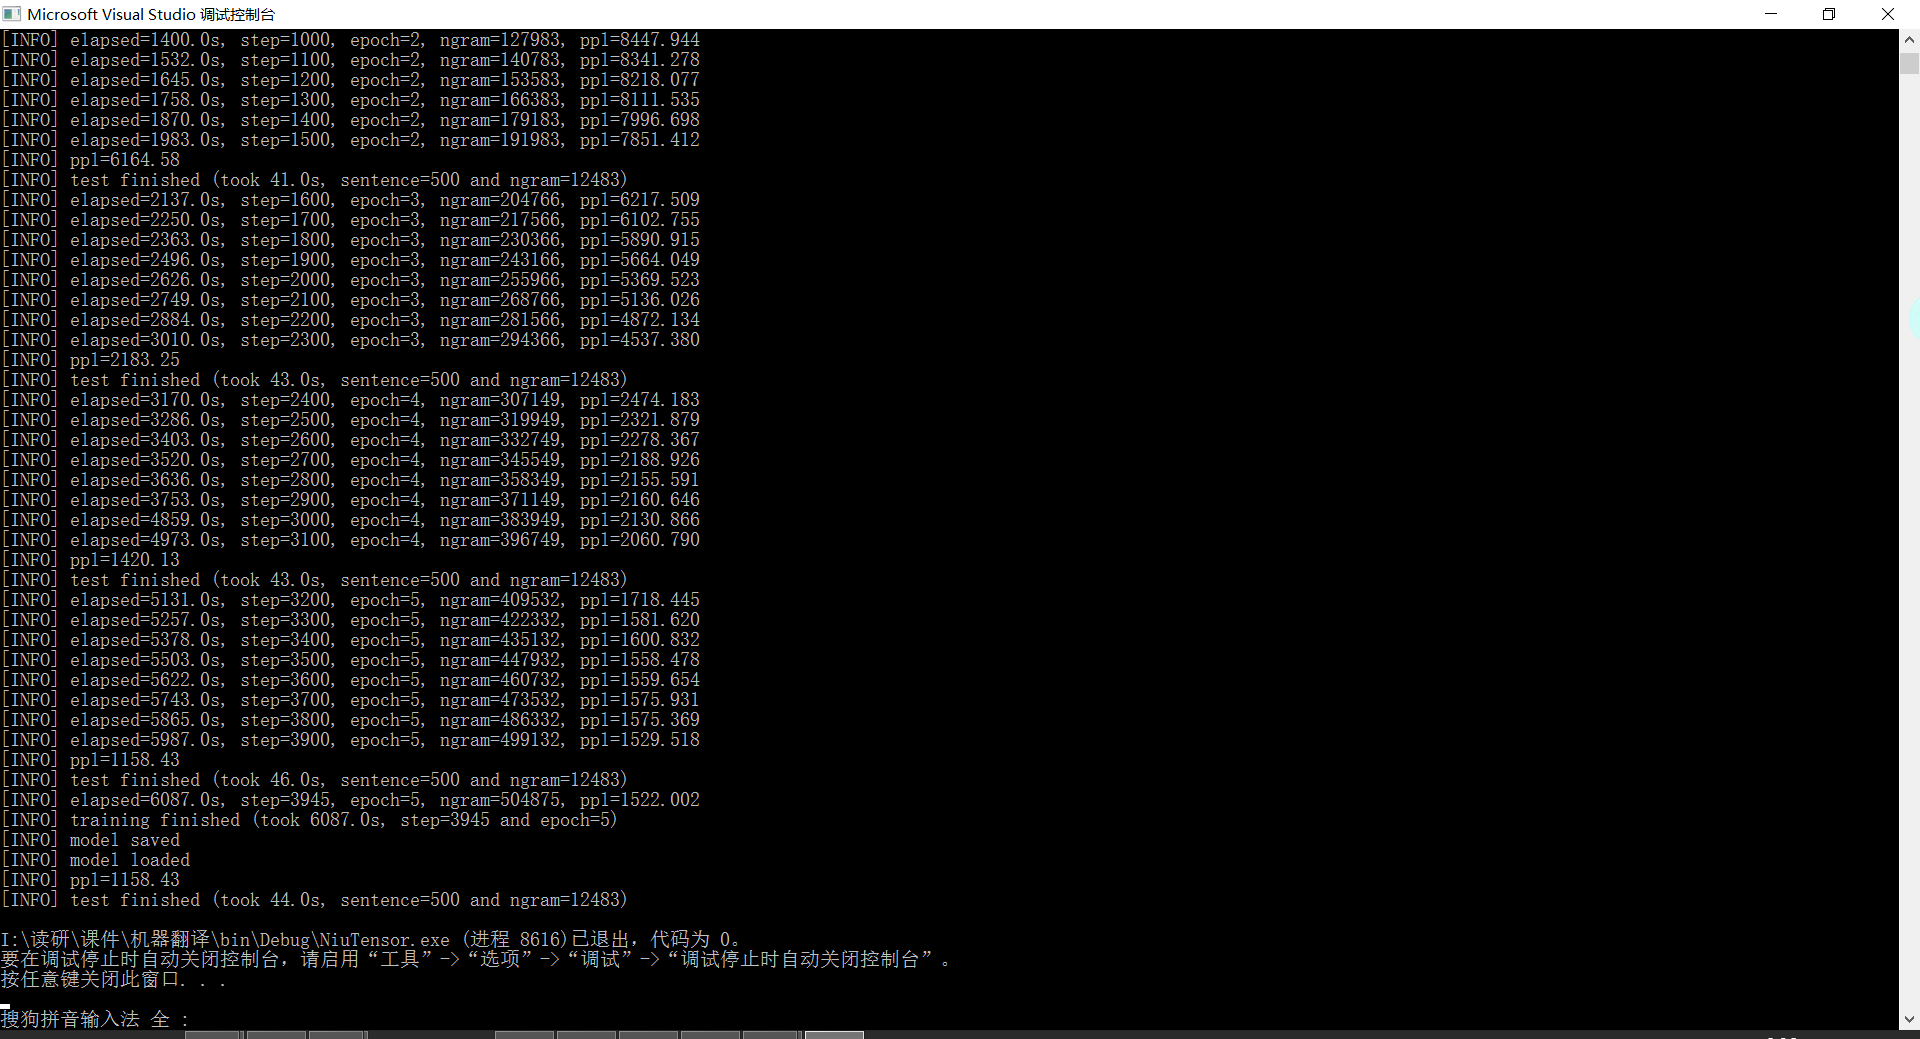 Microsoft Visual Studio 调试控制台
[INFO] elapsed=1400.0s, step=1000, epoch=2, ngram=127983, ppl=8447.944
[INFO] elapsed=1532.0s, step=1100, epoch=2, ngram=140783, ppl=8341.278
[INFO] elapsed=1645.0s, step=1200, epoch=2, ngram=153583, ppl=8218.077
[INFO] elapsed=1758.0s, step=1300, epoch=2, ngram=166383, ppl=8111.535
[INFO] elapsed=1870.0s, step=1400, epoch=2, ngram=179183, ppl=7996.698
[INFO] elapsed=1983.0s, step=1500, epoch=2, ngram=191983, ppl=7851.412
[INFO] ppl=6164.58
[INFO] test finished (took 41.0s, sentence=500 and ngram=12483)
[INFO] elapsed=2137.0s, step=1600, epoch=3, ngram=204766, ppl=6217.509
[INFO] elapsed=2250.0s, step=1700, epoch=3, ngram=217566, ppl=6102.755
[INFO] elapsed=2363.0s, step=1800, epoch=3, ngram=230366, ppl=5890.915
[INFO] elapsed=2496.0s, step=1900, epoch=3, ngram=243166, ppl=5664.049
[INFO] elapsed=2626.0s, step=2000, epoch=3, ngram=255966, ppl=5369.523
[INFO] elapsed=2749.0s, step=2100, epoch=3, ngram=268766, ppl=5136.026
[INFO] elapsed=2884.0s, step=2200, epoch=3, ngram=281566, ppl=4872.134
[INFO] elapsed=3010.0s, step=2300, epoch=3, ngram=294366, ppl=4537.380
[INFO] ppl=2183.25
[INFO] test finished (took 43.0s, sentence=500 and ngram=12483)
[INFO] elapsed=3170.0s, step=2400, epoch=4, ngram=307149, ppl=2474.183
[INFO] elapsed=3286.0s, step=2500, epoch=4, ngram=319949, ppl=2321.879
[INFO] elapsed=3403.0s, step=2600, epoch=4, ngram=332749, ppl=2278.367
[INFO] elapsed=3520.0s, step=2700, epoch=4, ngram=345549, ppl=2188.926
[INFO] elapsed=3636.0s, step=2800, epoch=4, ngram=358349, ppl=2155.591
[INFO] elapsed=3753.0s, step=2900, epoch=4, ngram=371149, ppl=2160.646
[INFO] elapsed=4859.0s, step=3000, epoch=4, ngram=383949, ppl=2130.866
[INFO] elapsed=4973.0s, step=3100, epoch=4, ngram=396749, ppl=2060.790
[INFO] ppl=1420.13
[INFO] test finished (took 43.0s, sentence=500 and ngram=12483)
[INFO] elapsed=5131.0s, step=3200, epoch=5, ngram=409532, ppl=1718.445
[INFO] elapsed=5257.0s, step=3300, epoch=5, ngram=422332, ppl=1581.620
[INFO] elapsed=5378.0s, step=3400, epoch=5, ngram=435132, ppl=1600.832
[INFO] elapsed=5503.0s, step=3500, epoch=5, ngram=447932, ppl=1558.478
[INFO] elapsed=5622.0s, step=3600, epoch=5, ngram=460732, ppl=1559.654
[INFO] elapsed=5743.0s, step=3700, epoch=5, ngram=473532, ppl=1575.931
[INFO] elapsed=5865.0s, step=3800, epoch=5, ngram=486332, ppl=1575.369
[INFO] elapsed=5987.0s, step=3900, epoch=5, ngram=499132, ppl=1529.518
[INFO] ppl=1158.43
[INFO] test finished (took 46.0s, sentence=500 and ngram=12483)
[INFO] elapsed=6087.0s, step=3945, epoch=5, ngram=504875, ppl=1522.002
[INFO] training finished (took 6087.0s, step=3945 and epoch=5)
[INFO] model saved
[INFO] model loaded
[INFO] ppl=1158.43
[INFO] test finished (took 44.0s, sentence=500 and ngram=12483)
I:\读研\课件\机器翻译\bin\Debug\NiuTensor.exe (进程 8616)已退出，代码为 0。
要在调试停止时自动关闭控制台，请启用“工具”->“选项”->“调试”->“调试停止时自动关闭控制台”。
按任意键关闭此窗口. . .
搜狗拼音输入法 全 :